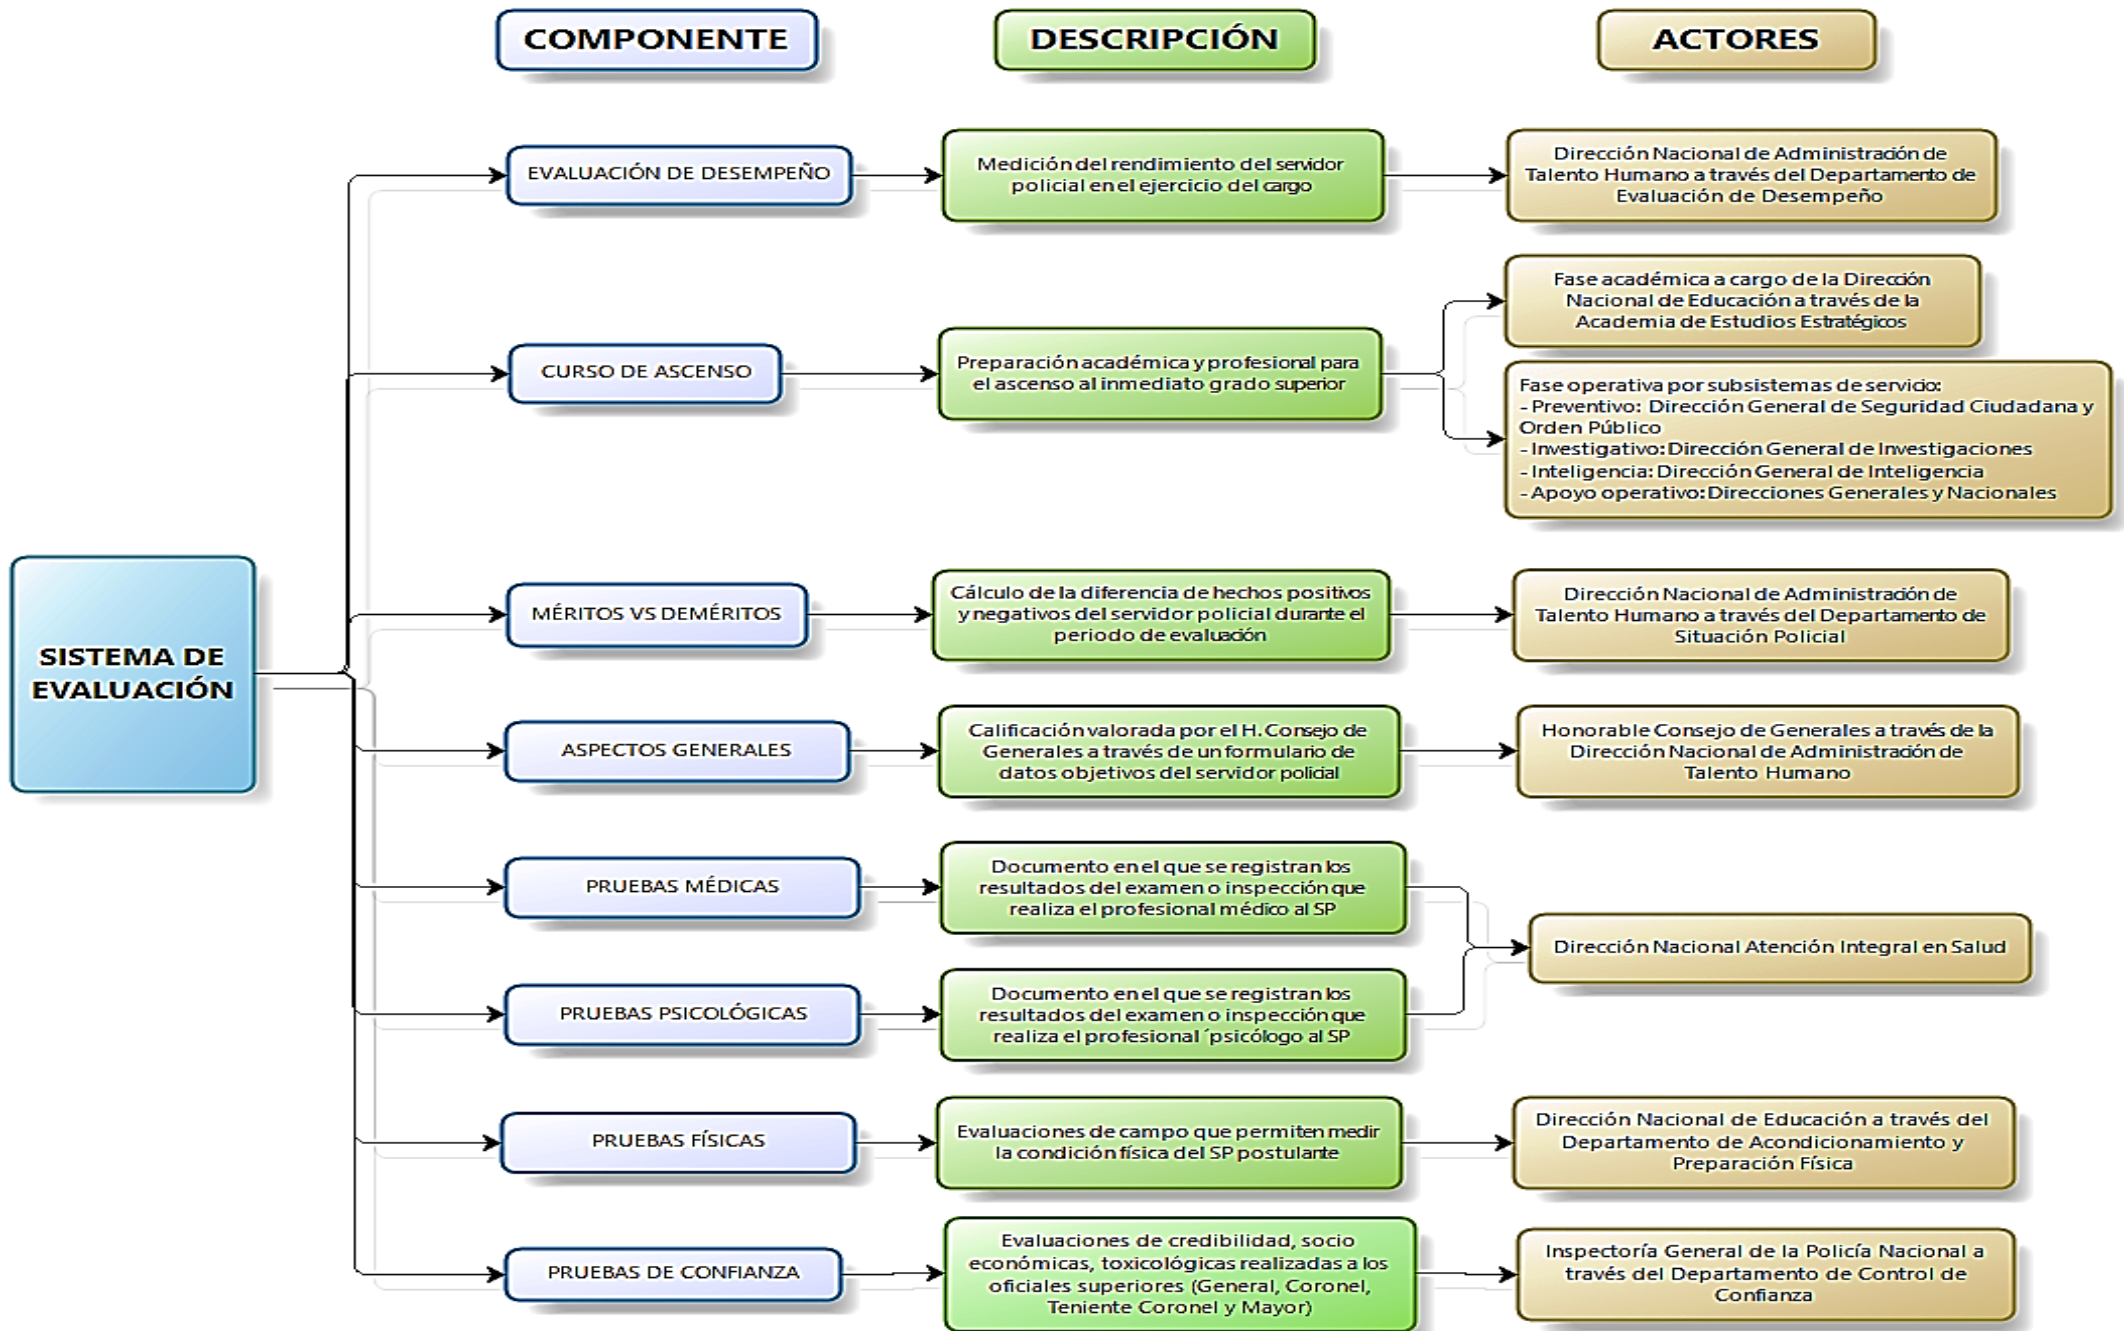 COMPONENTE
DESCRIPCIÓN
ACTORES
SISTEMA DE
EVALUACIÓN
EVALUACIÓN DE DESEMPEÑO
Medición del rendimiento del servidor
policial en el ejercicio del cargo
Dirección Nacional de Administración de
Talento Humano a través del Departamento de
Evaluación de Desempeño
CURSO DE ASCENSO
Preparación académica y profesional para
el ascenso al inmediato grado superior
Fase académica a cargo de la Dirección
Nacional de Educación a través de la
Academia de Estudios Estratégicos
Fase operativa por subsistemas de servicio:
- Preventivo: Dirección General de Seguridad Ciudadana y
Orden Público
- Investigativo: Dirección General de Investigaciones
- Inteligencia: Dirección General de Inteligencia
- Apoyo operativo: Direcciones Generales y Nacionales
MÉRITOS VS DEMÉRITOS
Cálculo de la diferencia de hechos positivos
y negativos del servidor policial durante el
periodo de evaluación
Dirección Nacional de Administración de
Talento Humano a través del Departamento de
Situación Policial
ASPECTOS GENERALES
Calificación valorada por el H. Consejo de
Generales a través de un formulario de
datos objetivos del servidor policial
Honorable Consejo de Generales a través de la
Dirección Nacional de Administración de
Talento Humano
PRUEBAS MÉDICAS
Documento en el que se registran los
resultados del examen o inspección que
realiza el profesional médico al SP
Dirección Nacional Atención Integral en Salud
PRUEBAS PSICOLÓGICAS
Documento en el que se registran los
resultados del examen o inspección que
realiza el profesional ´psicólogo al SP
PRUEBAS FÍSICAS
Evaluaciones de campo que permiten medir
la condición física del SP postulante
Dirección Nacional de Educación a través del
Departamento de Acondicionamiento y
Preparación Física
PRUEBAS DE CONFIANZA
Evaluaciones de credibilidad, socio
económicas, toxicológicas realizadas a los
oficiales superiores (General, Coronel,
Teniente Coronel y Mayor)
Inspectoría General de la Policía Nacional a
través del Departamento de Control de
Confianza